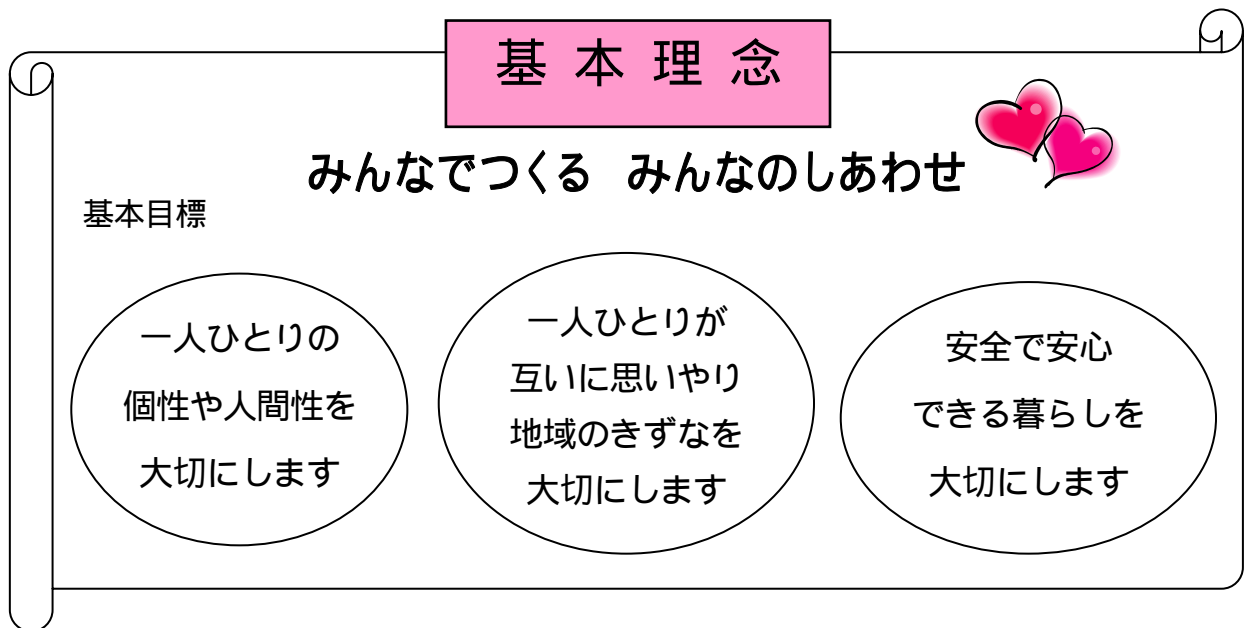 基本理念
みんなでつくる　みんなのしあわせ
基本目標
一人ひとりの
個性や人間性を
大切にします
一人ひとりが
互いに思いやり
地域のきずなを
大切にします
安全で安心
できる暮らしを
大切にします